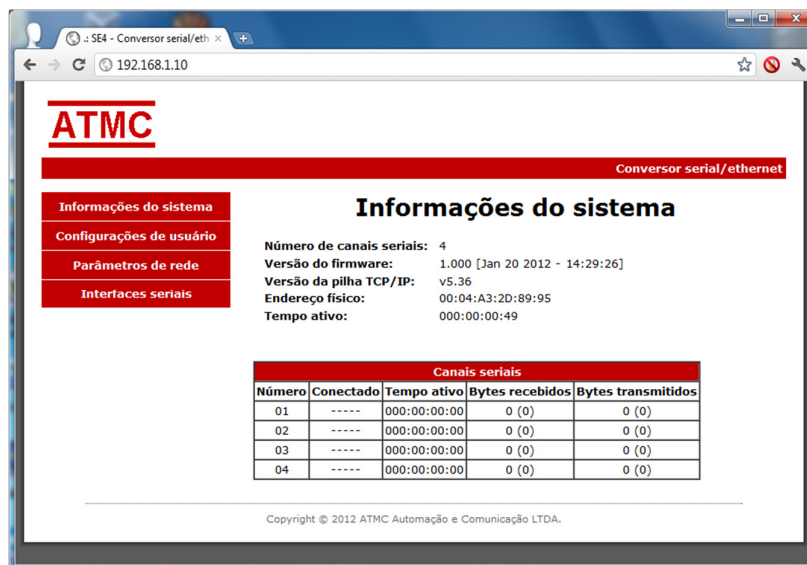 .: SE4 - Conversor serial/eth
192.168.1.10
ATMC
Conversor serial/ethernet
Informações do sistema
Configurações de usuário
Parâmetros de rede
Interfaces seriais
Informações do sistema
Número de canais seriais: 4
Versão do firmware: 1.000 [Jan 20 2012 - 14:29:26]
Versão da pilha TCP/IP: v5.36
Endereço físico: 00:04:A3:2D:89:95
Tempo ativo: 000:00:00:49
Canais seriais
Número Conectado Tempo ativo Bytes recebidos Bytes transmitidos
01 ----- 000:00:00:00 0 (0) 0 (0)
02 ----- 000:00:00:00 0 (0) 0 (0)
03 ----- 000:00:00:00 0 (0) 0 (0)
04 ----- 000:00:00:00 0 (0) 0 (0)
Copyright © 2012 ATMC Automação e Comunicação LTDA.